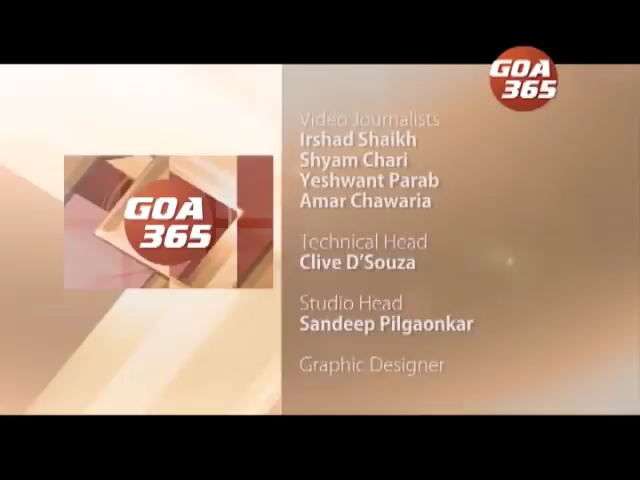 GOA
365
Video Journalists
Irshad Shaikh
Shyam Chari
Yeshwant Parab
Amar Chawaria
GOA
365
Technical Head
Clive D'Souza
Studio Head
Sandeep Pilgaonkar
Graphic Designer